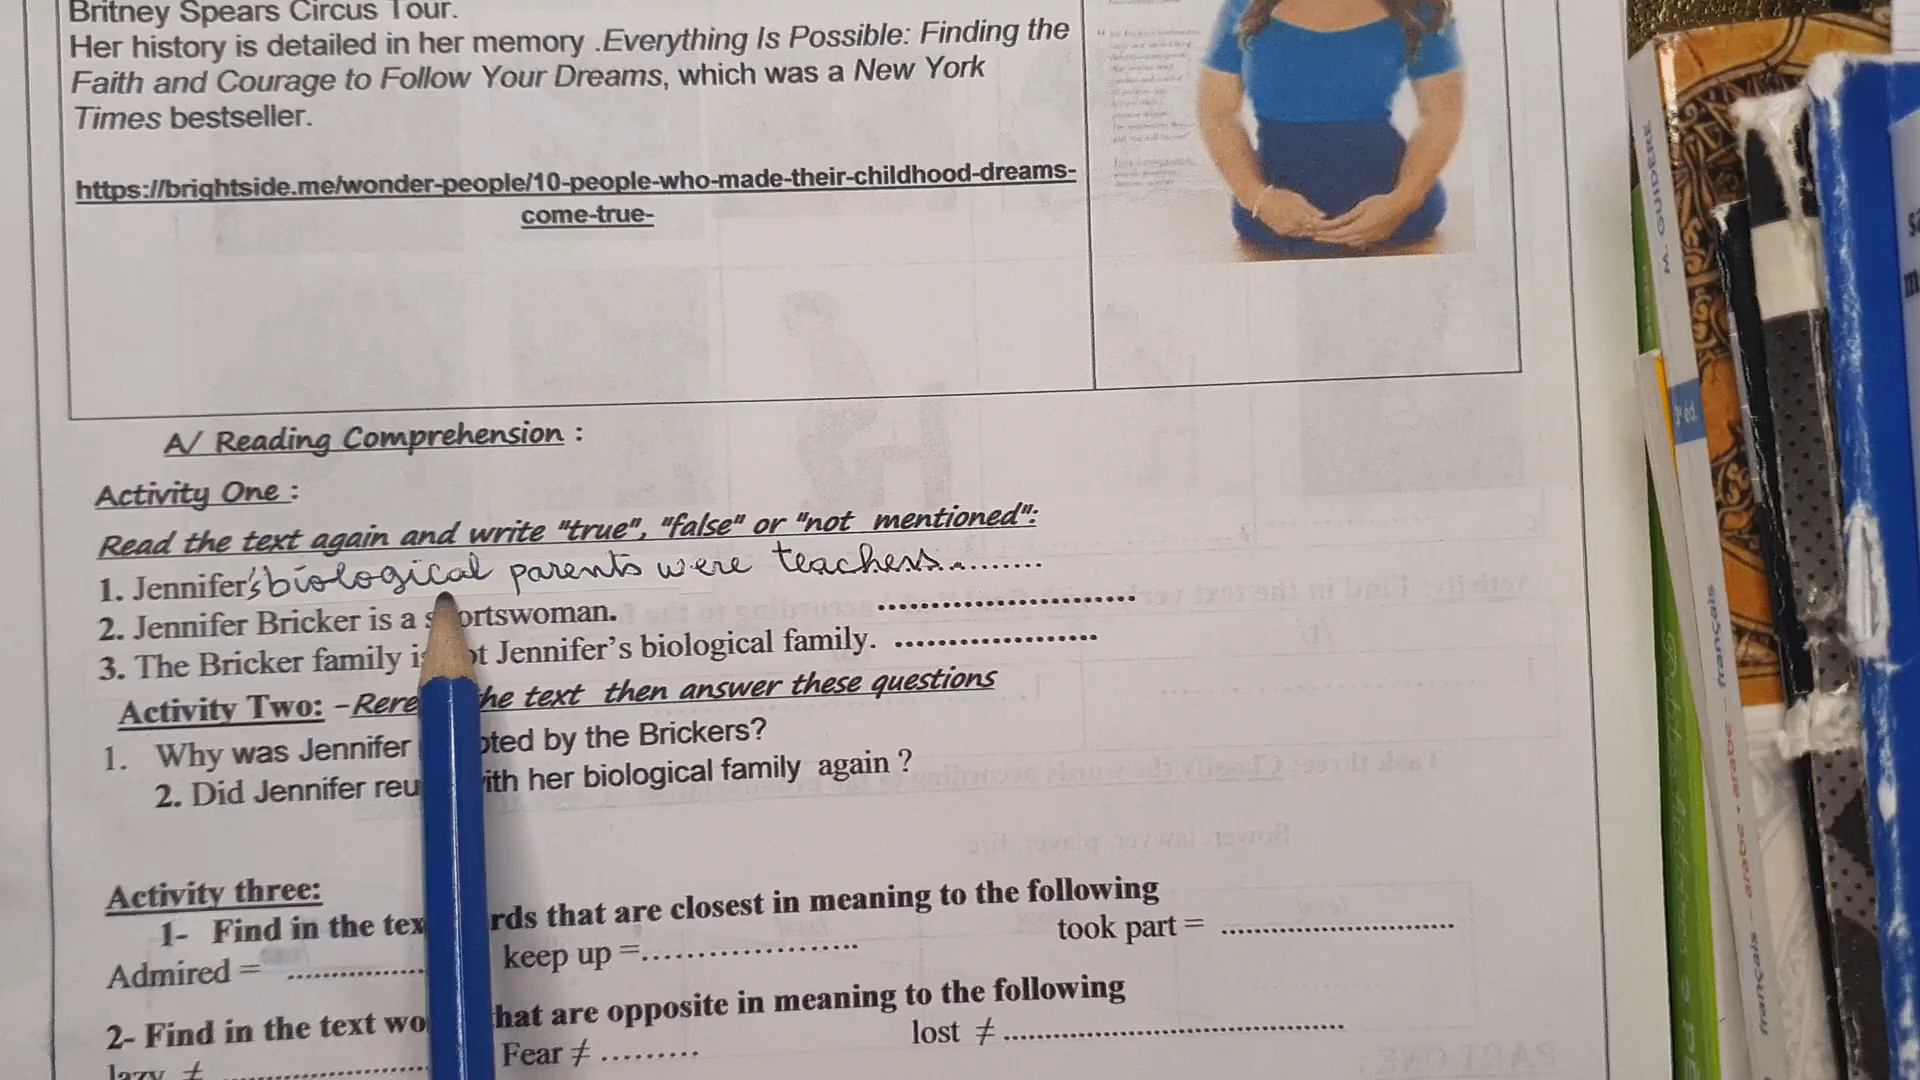 Britney Spears Circus Tour.
Her history is detailed in her memory .Everything Is Possible: Finding the
Faith and Courage to Follow Your Dreams, which was a New York
Times bestseller.
https://brightside.me/wonder-people/10-people-who-made-their-childhood-dreams-
come-true-
A/ Reading Comprehension :
Activity One :
Read the text again and write "true", "false" or "not mentioned":
1. Jennifer's biological parents were teachers..........
2. Jennifer Bricker is a sportswoman. ..........................
3. The Bricker family is Jennifer's biological family. ....................
Activity Two: -Reread the text then answer these questions
1. Why was Jennifer by the Brickers?
2. Did Jennifer with her biological family again ?
Activity three:
1- Find in the text words that are closest in meaning to the following
Admired = ............... keep up =.................... took part = ............................
2- Find in the text that are opposite in meaning to the following
lazy ≠ ........................ Fear ≠ ......... lost ≠ ........................................
M. GUIDERE
français
français - arabe • arabe - français